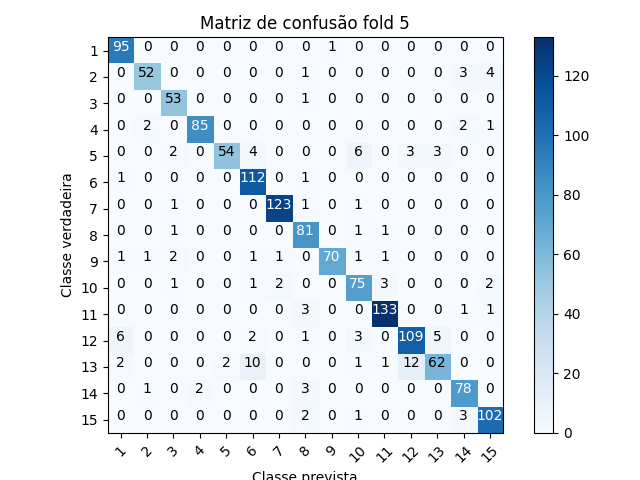 Matriz de confusão fold 5
Classe verdadeira
1 95 0 0 0 0 0 0 0 1 0 0 0 0 0 0
2 0 52 0 0 0 0 0 1 0 0 0 0 0 3 4
3 0 0 53 0 0 0 0 1 0 0 0 0 0 0 0
4 0 2 0 85 0 0 0 0 0 0 0 0 0 2 1
5 0 0 2 0 54 4 0 0 0 6 0 3 3 0 0
6 1 0 0 0 0 112 0 1 0 0 0 0 0 0 0
7 0 0 1 0 0 0 123 1 0 1 0 0 0 0 0
8 0 0 1 0 0 0 0 81 0 1 1 0 0 0 0
9 1 1 2 0 0 1 1 0 70 1 1 0 0 0 0
10 0 0 1 0 0 1 2 0 0 75 3 0 0 0 2
11 0 0 0 0 0 0 0 3 0 0 133 0 0 1 1
12 6 0 0 0 0 2 0 1 0 3 0 109 5 0 0
13 2 0 0 0 2 10 0 0 0 1 1 12 62 0 0
14 0 1 0 2 0 0 0 3 0 0 0 0 0 78 0
15 0 0 0 0 0 0 0 2 0 1 0 0 0 3 102
1 2 3 4 5 6 7 8 9 10 11 12 13 14 15
Classe prevista
120
100
80
60
40
20
0